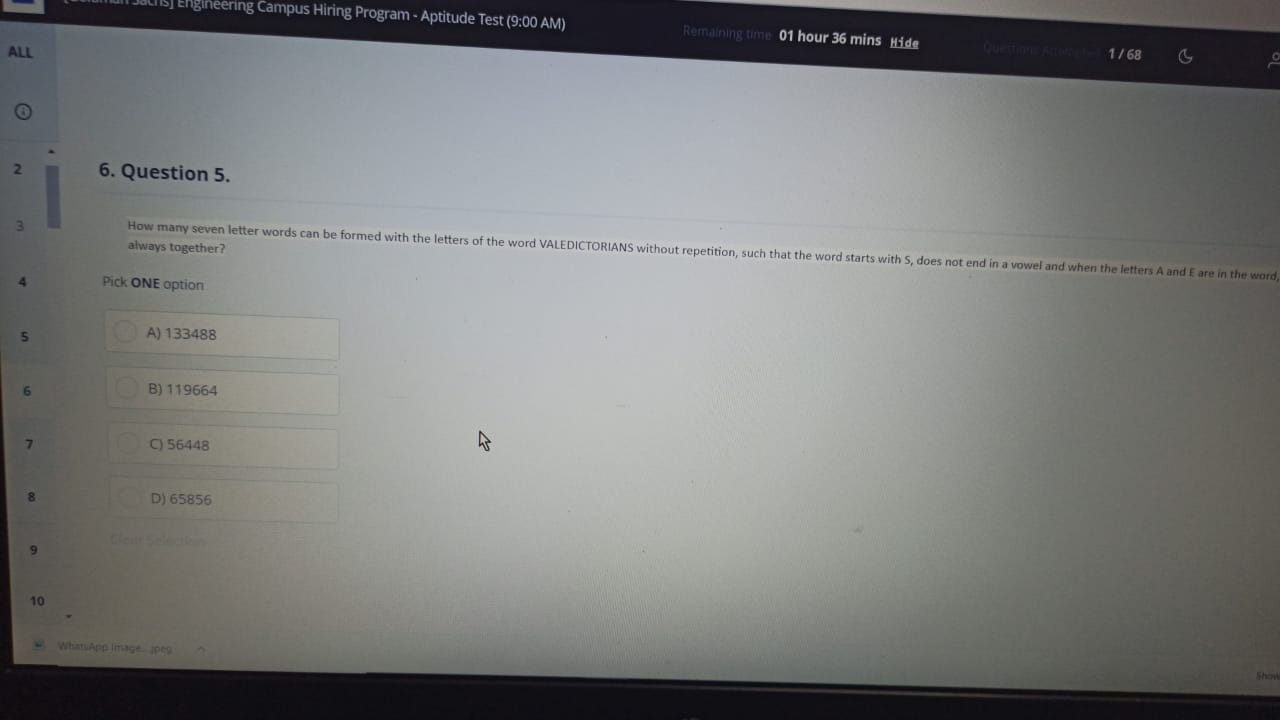 Engineering Campus Hiring Program - Aptitude Test (9:00 AM)
Remaining time 01 hour 36 mins Hide
Questions Attempted 1 / 68
ALL
2
3
4
5
6
7
8
9
10
6. Question 5.
How many seven letter words can be formed with the letters of the word VALEDICTORIANS without repetition, such that the word starts with S, does not end in a vowel and when the letters A and E are in the word,
always together?
Pick ONE option
A) 133488
B) 119664
C) 56448
D) 65856
Clear Selection
WhatsApp Image...jpeg
Show